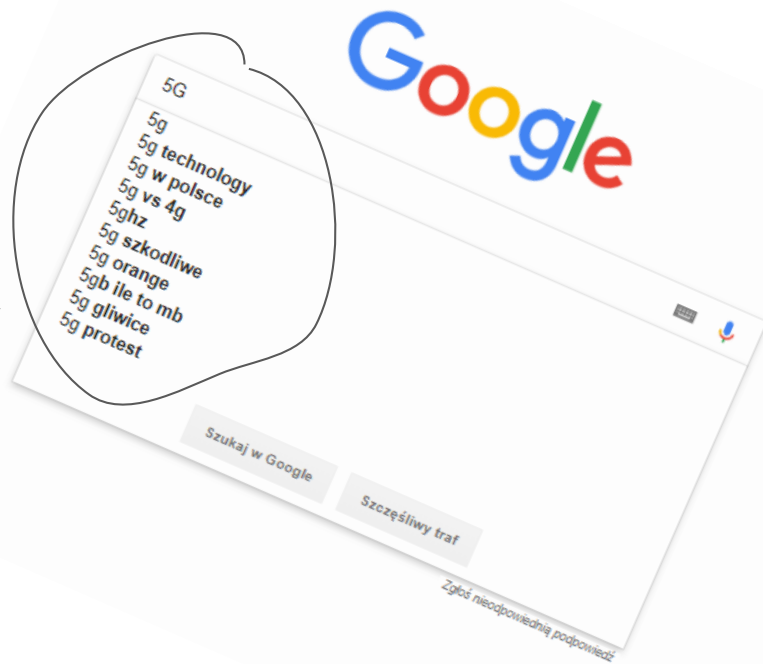 Google
5G
5g
5g technology
5g w polsce
5g vs 4g
5ghz
5g szkodliwe
5g orange
5gb ile to mb
5g gliwice
5g protest
Szukaj w Google
Szczęśliwy traf
Zgłoś nieodpowiednią podpowiedź